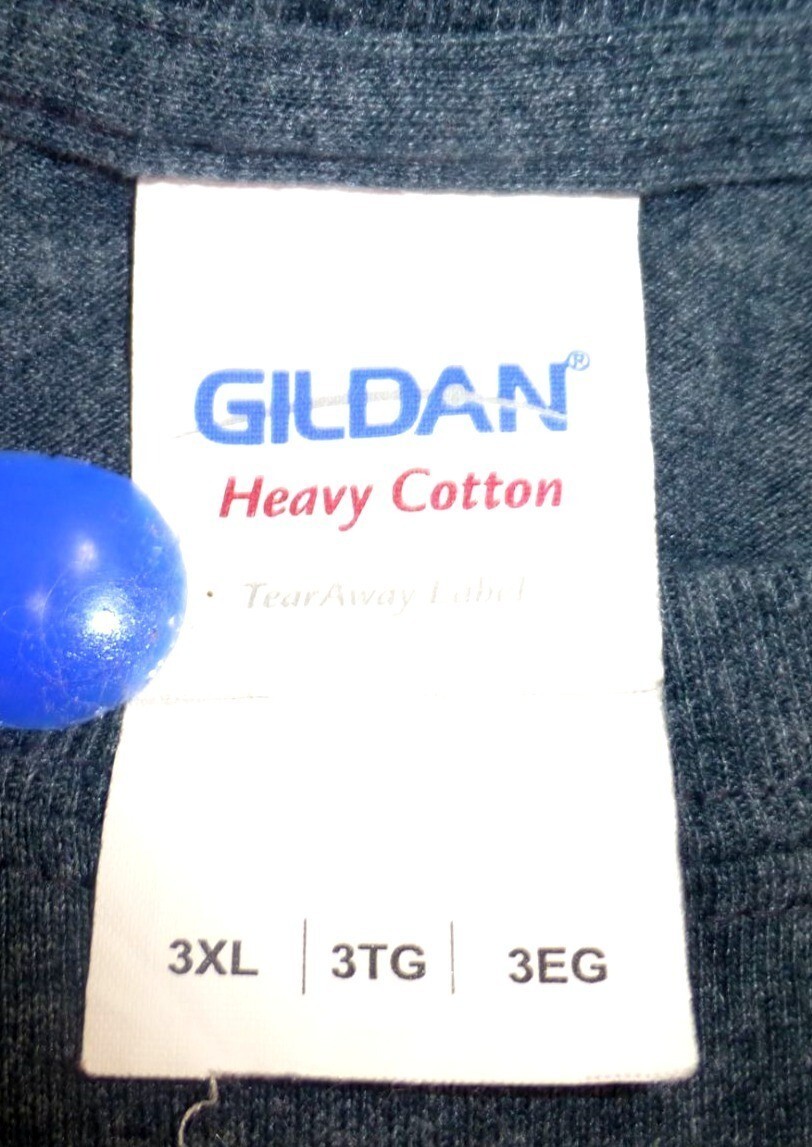 GILDAN®
Heavy Cotton
TearAway Label
3XL | 3TG | 3EG